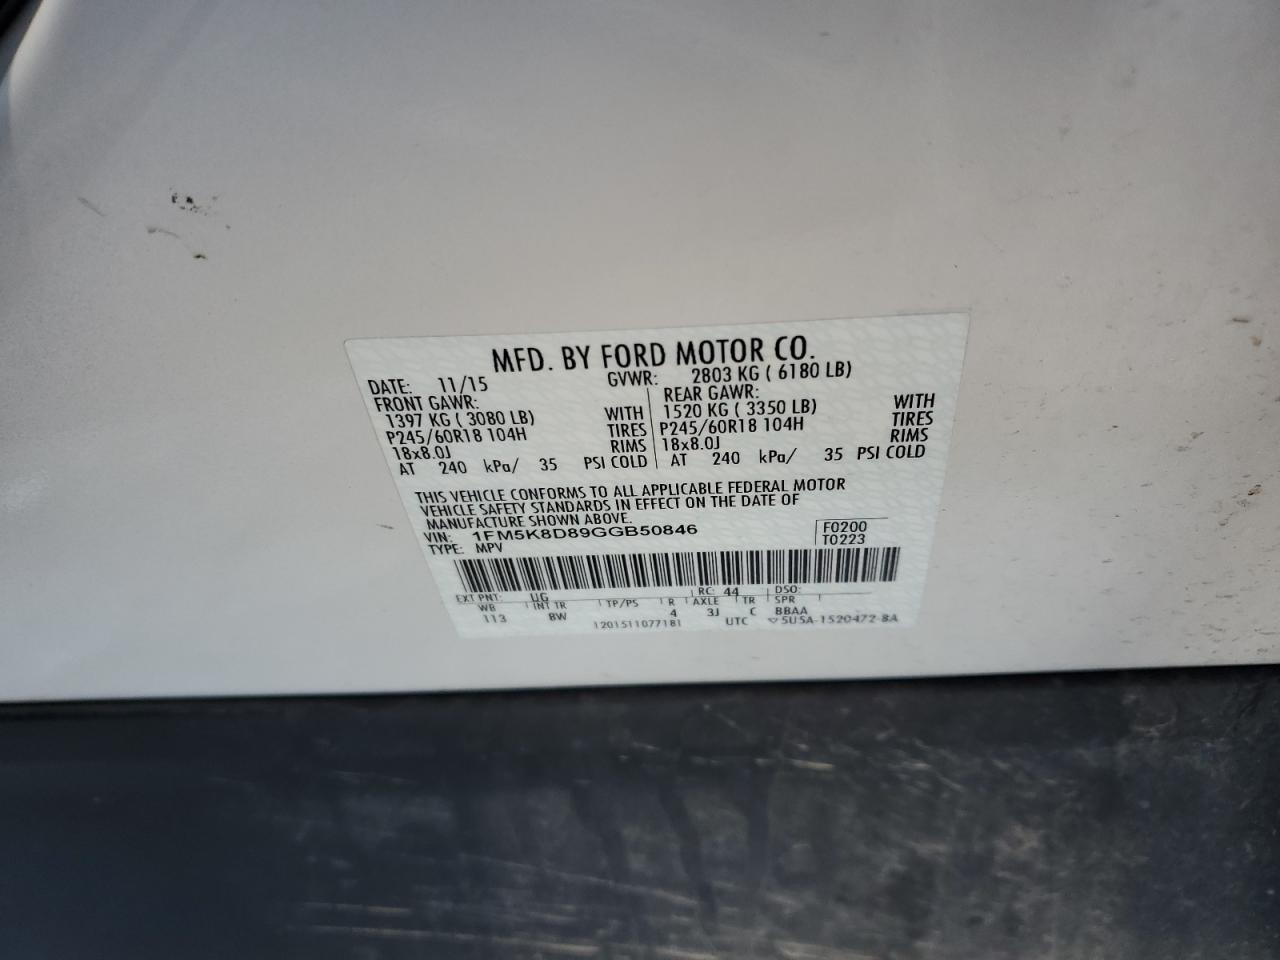 MFD. BY FORD MOTOR CO.
DATE: 11/15 GVWR: 2803 KG ( 6180 LB)
FRONT GAWR: REAR GAWR:
1397 KG ( 3080 LB) WITH 1520 KG ( 3350 LB) WITH
P245/60R18 104H TIRES P245/60R18 104H TIRES
18x8.0J RIMS 18x8.0J RIMS
AT 240 kPa/ 35 PSI COLD AT 240 kPa/ 35 PSI COLD
THIS VEHICLE CONFORMS TO ALL APPLICABLE FEDERAL MOTOR
VEHICLE SAFETY STANDARDS IN EFFECT ON THE DATE OF
MANUFACTURE SHOWN ABOVE.
VIN: 1FM5K8D89GGB50846 F0200
TYPE: MPV T0223
EXT PNT: UG RC: 44 DSO:
WB INT TR TP/PS R AXLE TR SPR
113 BW 4 3J C BBAA
1201511077181 UTC ▽5U5A-1520472-BA